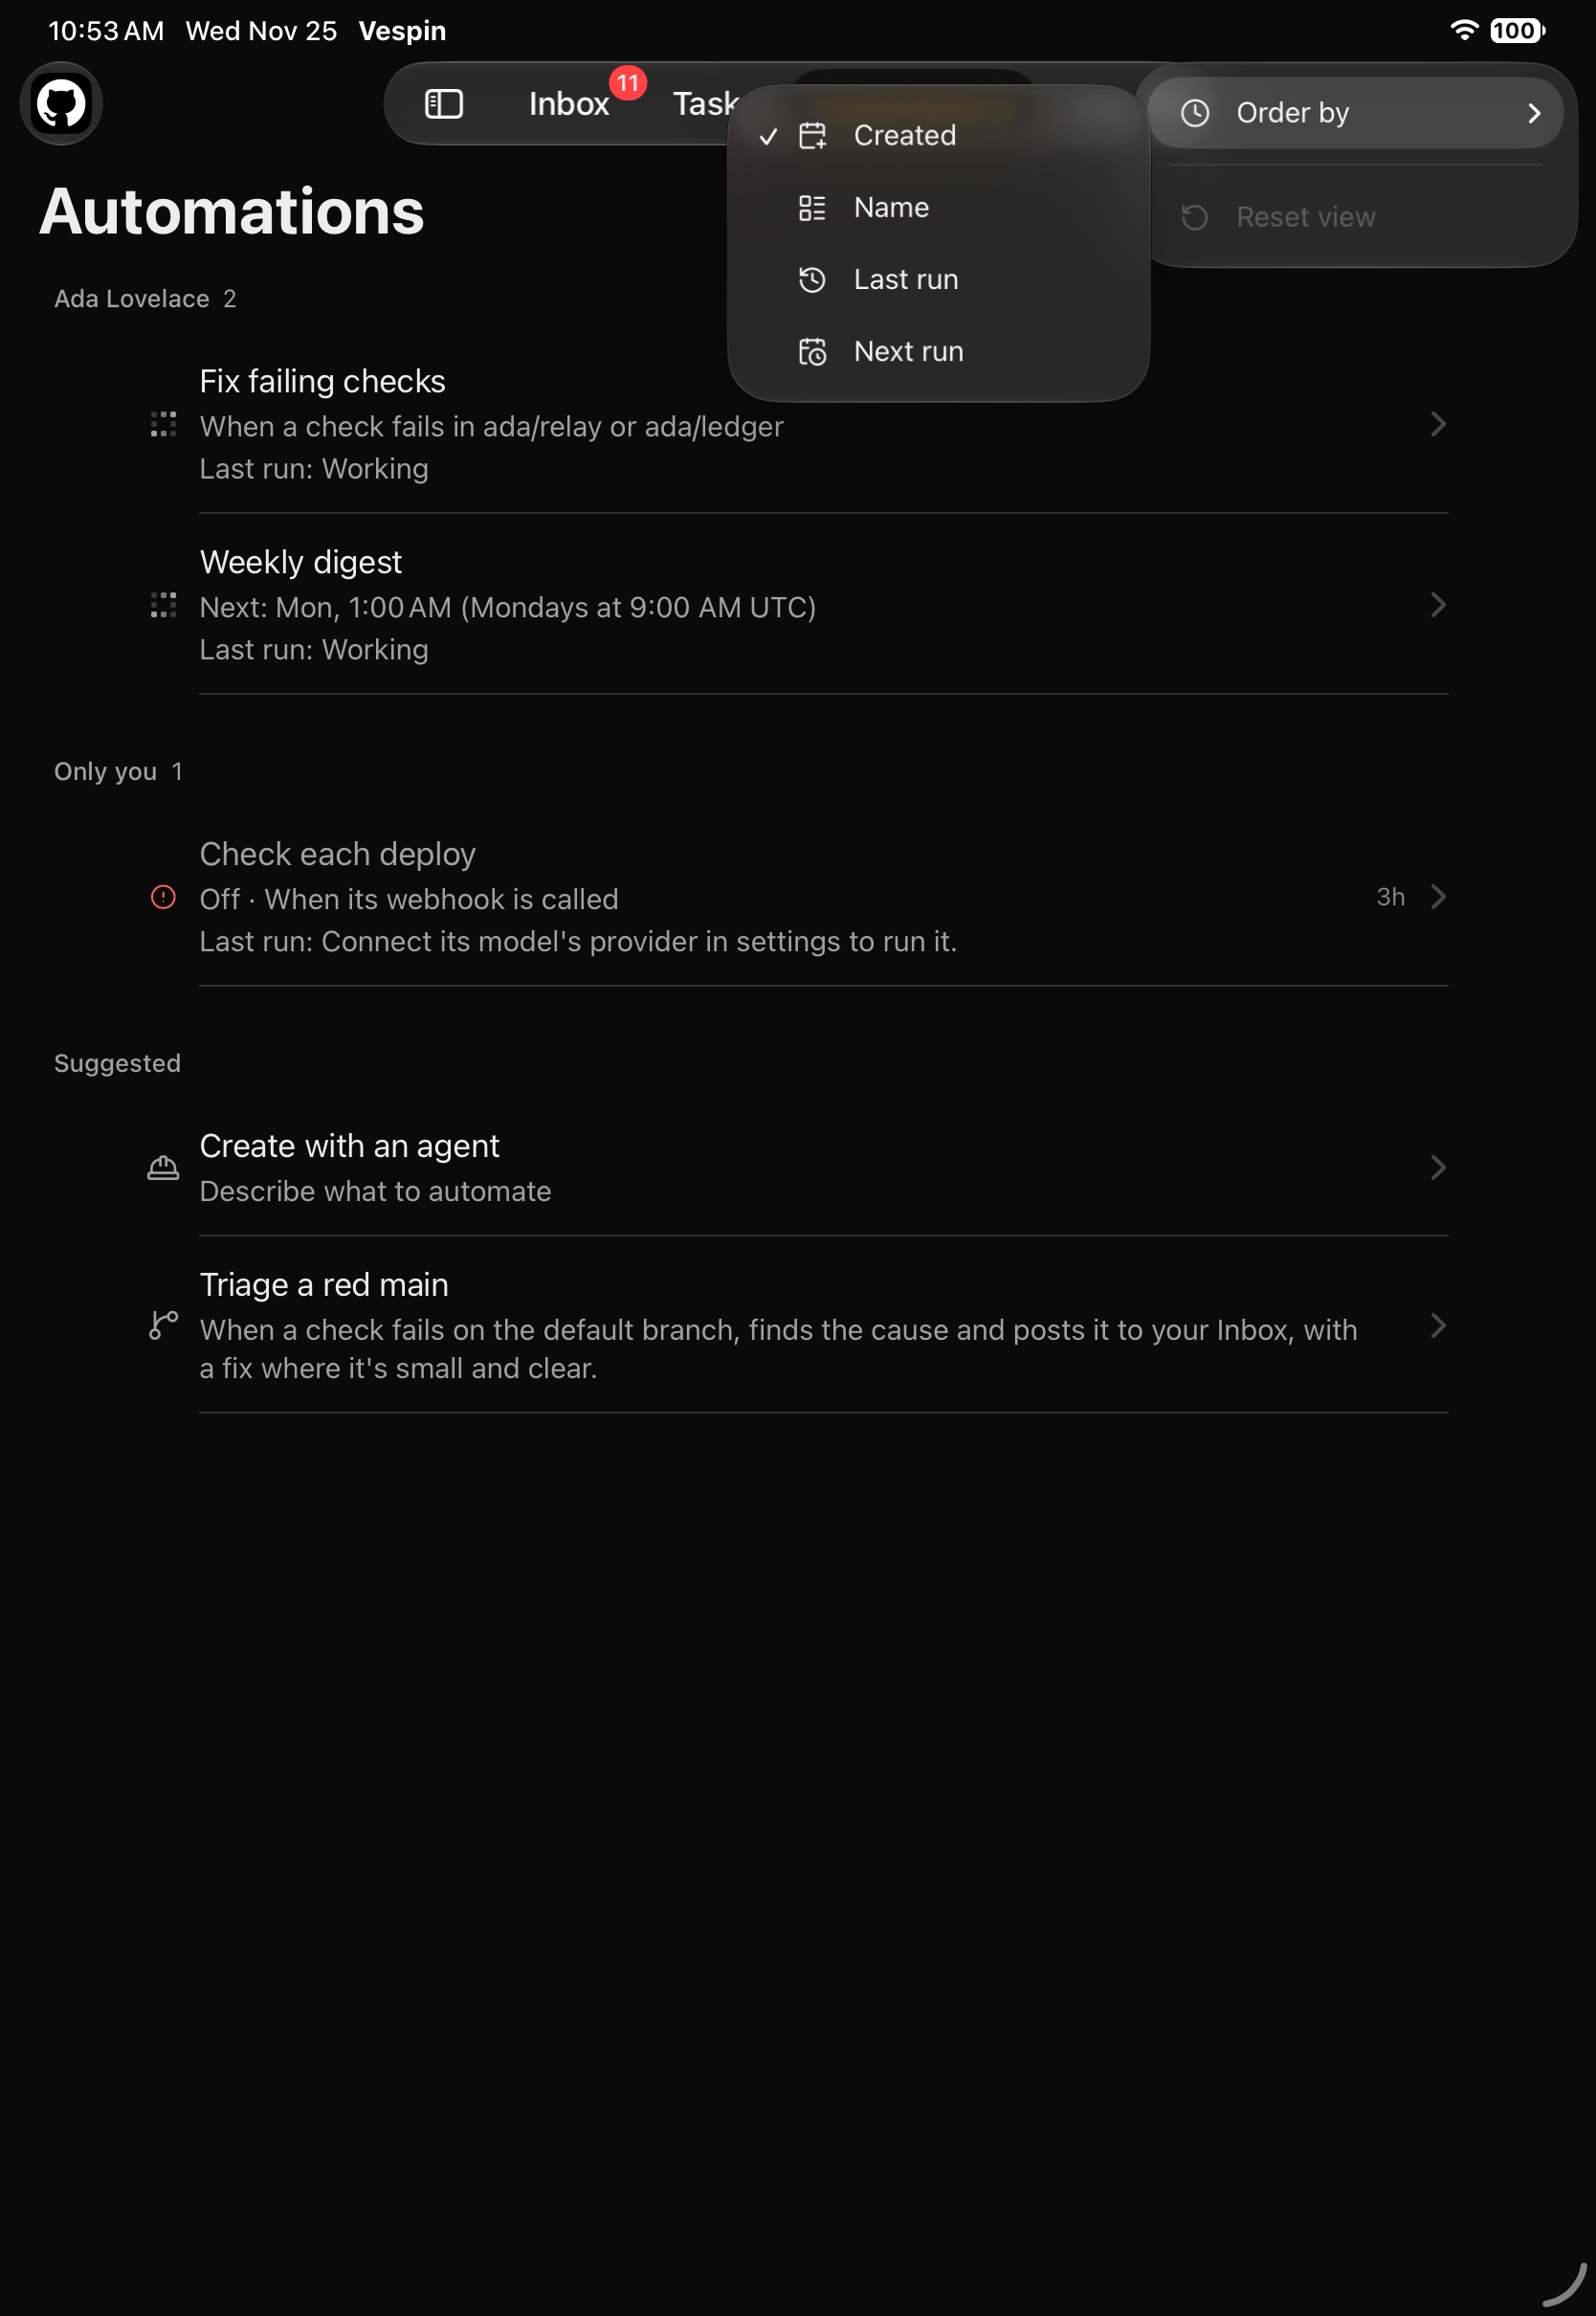 10:53 AM Wed Nov 25 Vespin
100
Inbox
11
Order by
Created
Name
Last run
Next run
Reset view
Automations
Ada Lovelace 2
Fix failing checks
When a check fails in ada/relay or ada/ledger
Last run: Working
Weekly digest
Next: Mon, 1:00 AM (Mondays at 9:00 AM UTC)
Last run: Working
Only you 1
Check each deploy
Off · When its webhook is called
3h
Last run: Connect its model's provider in settings to run it.
Suggested
Create with an agent
Describe what to automate
Triage a red main
When a check fails on the default branch, finds the cause and posts it to your Inbox, with
a fix where it's small and clear.